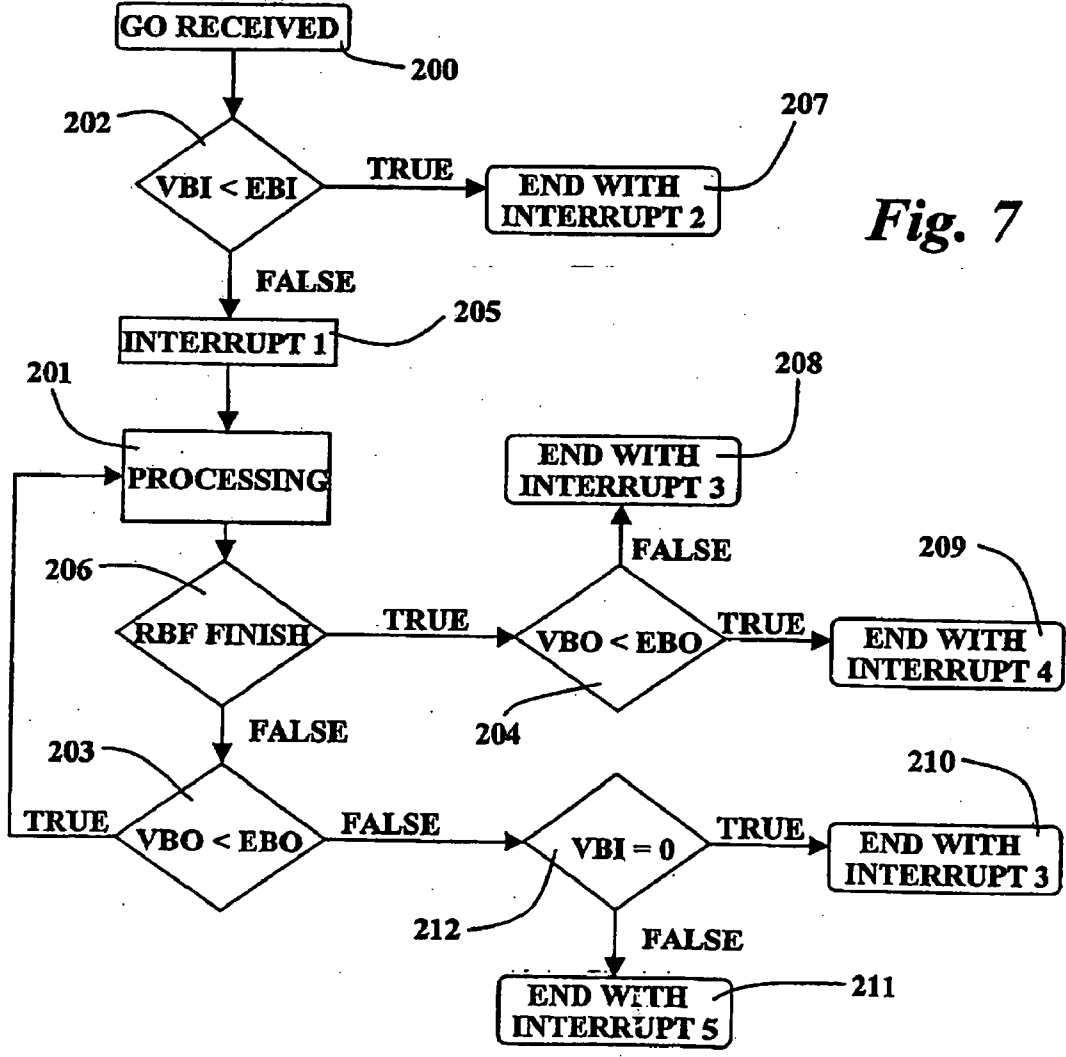 GO RECEIVED
200
202
207
VBI < EBI
TRUE
END WITH
INTERRUPT 2
Fig. 7
FALSE
INTERRUPT 1
205
201
208
PROCESSING
END WITH
INTERRUPT 3
FALSE
206
209
RBF FINISH
TRUE
VBO < EBO
TRUE
END WITH
INTERRUPT 4
204
FALSE
203
210
TRUE
VBO < EBO
FALSE
VBI = 0
TRUE
END WITH
INTERRUPT 3
212
FALSE
211
END WITH
INTERRUPT 5